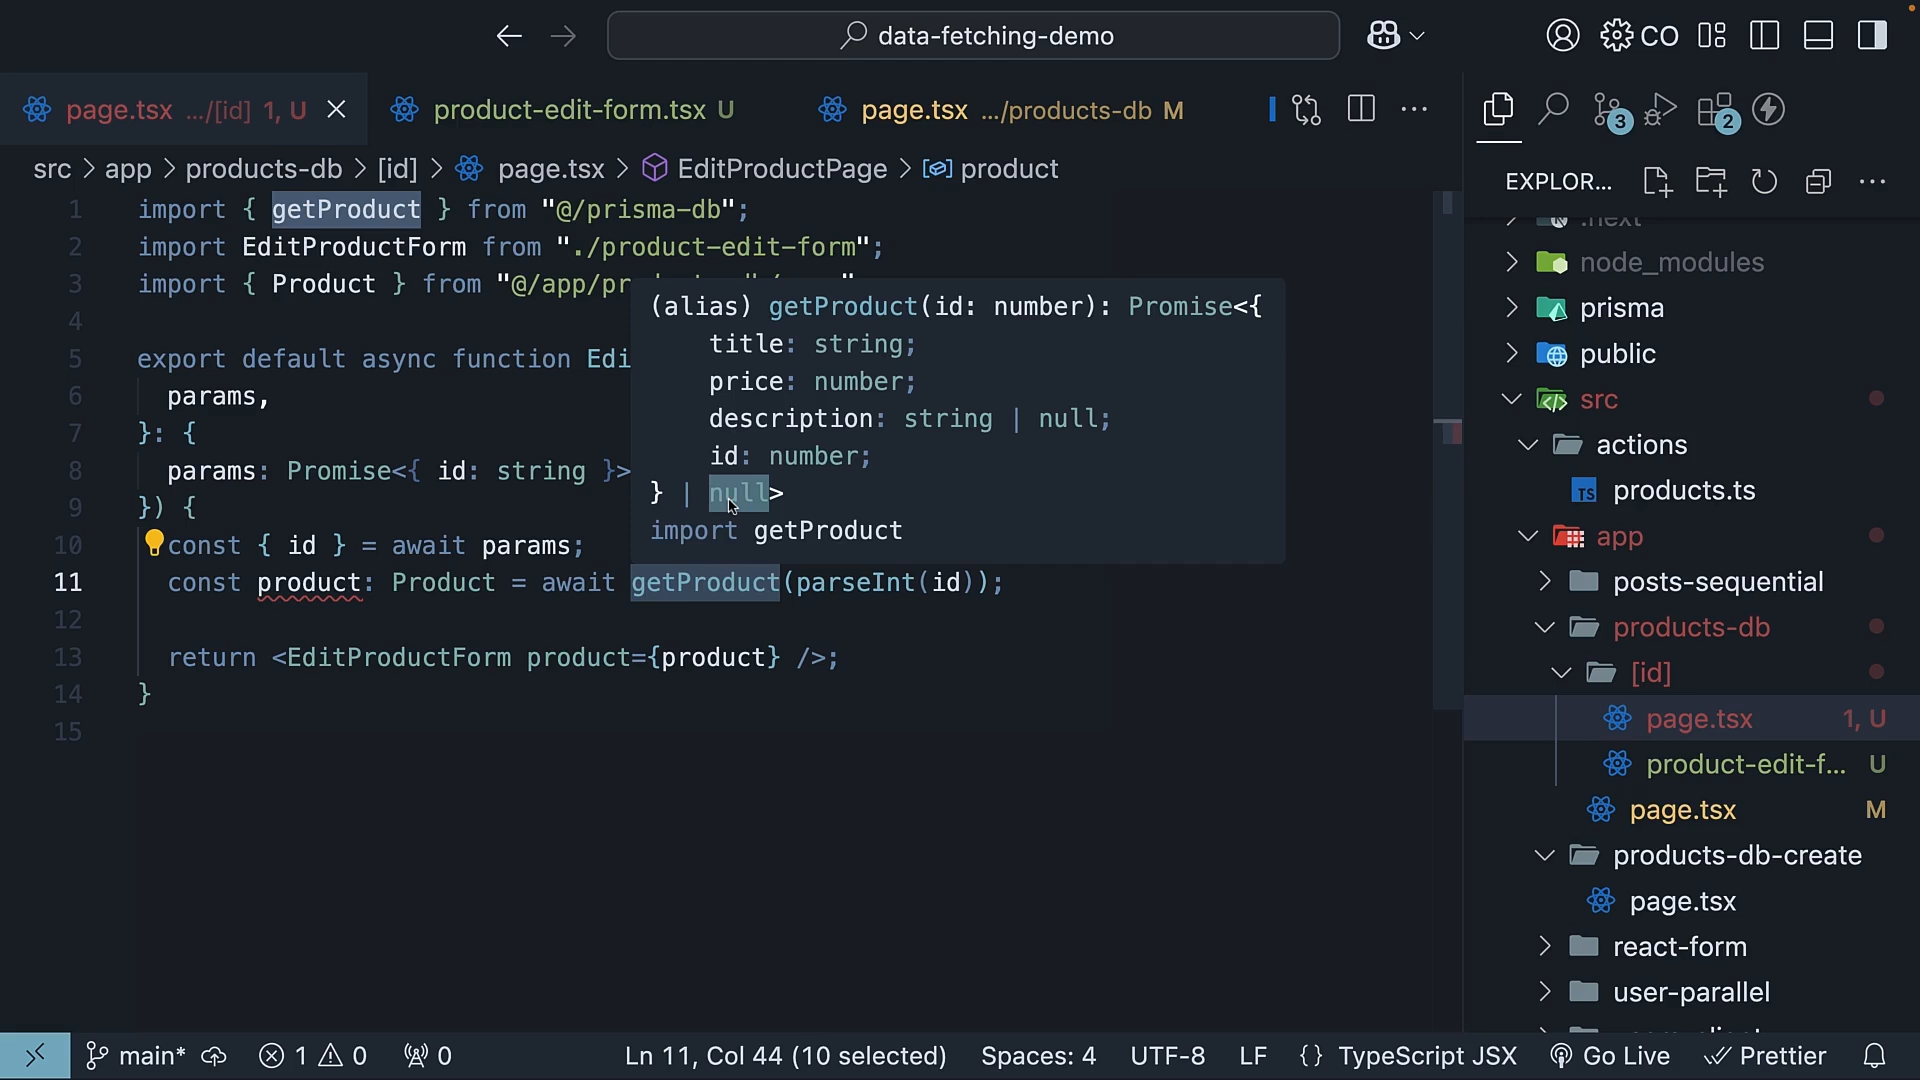 data-fetching-demo
CO
page.tsx .../[id] 1, U
product-edit-form.tsx U
page.tsx .../products-db M
3
2
src > app > products-db > [id] > page.tsx > EditProductPage > product
EXPLOR...
1 import { getProduct } from "@/prisma-db";
2 import EditProductForm from "./product-edit-form";
3 import { Product } from "@/app/pr
4
5 export default async function Edi
6 params,
7 }: {
8 params: Promise<{ id: string }>
9 }) {
10 const { id } = await params;
11 const product: Product = await getProduct(parseInt(id));
12
13 return <EditProductForm product={product} />;
14 }
15
(alias) getProduct(id: number): Promise<{
title: string;
price: number;
description: string | null;
id: number;
} | null>
import getProduct
.next
node_modules
prisma
public
src
actions
products.ts
app
posts-sequential
products-db
[id]
page.tsx 1, U
product-edit-f... U
page.tsx M
products-db-create
page.tsx
react-form
user-parallel
main* 1 0 0
Ln 11, Col 44 (10 selected) Spaces: 4 UTF-8 LF {} TypeScript JSX Go Live Prettier